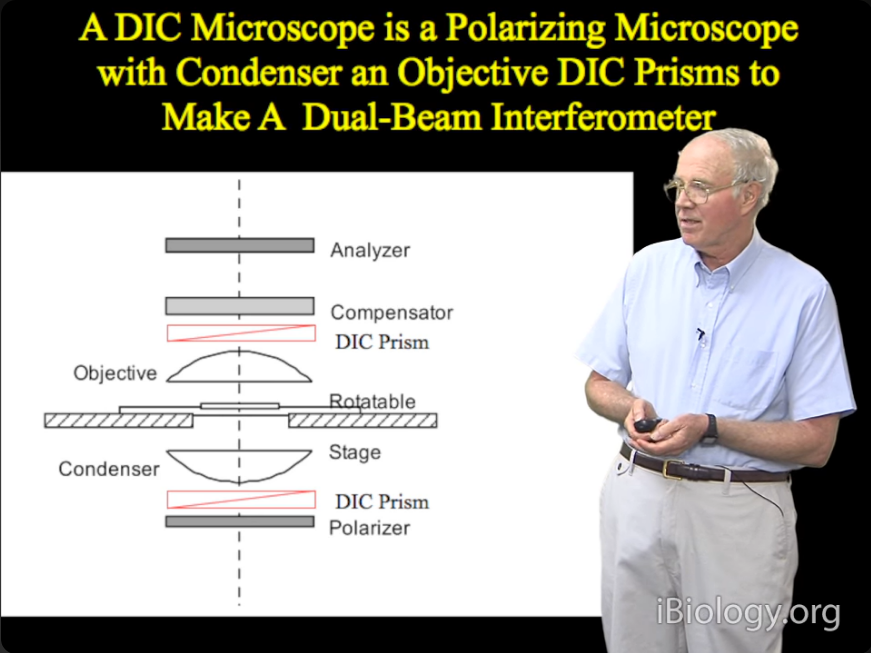 A DIC Microscope is a Polarizing Microscope
with Condenser an Objective DIC Prisms to
Make A Dual-Beam Interferometer
Analyzer
Compensator
DIC Prism
Objective
Rotatable
Stage
Condenser
DIC Prism
Polarizer
iBiology.org